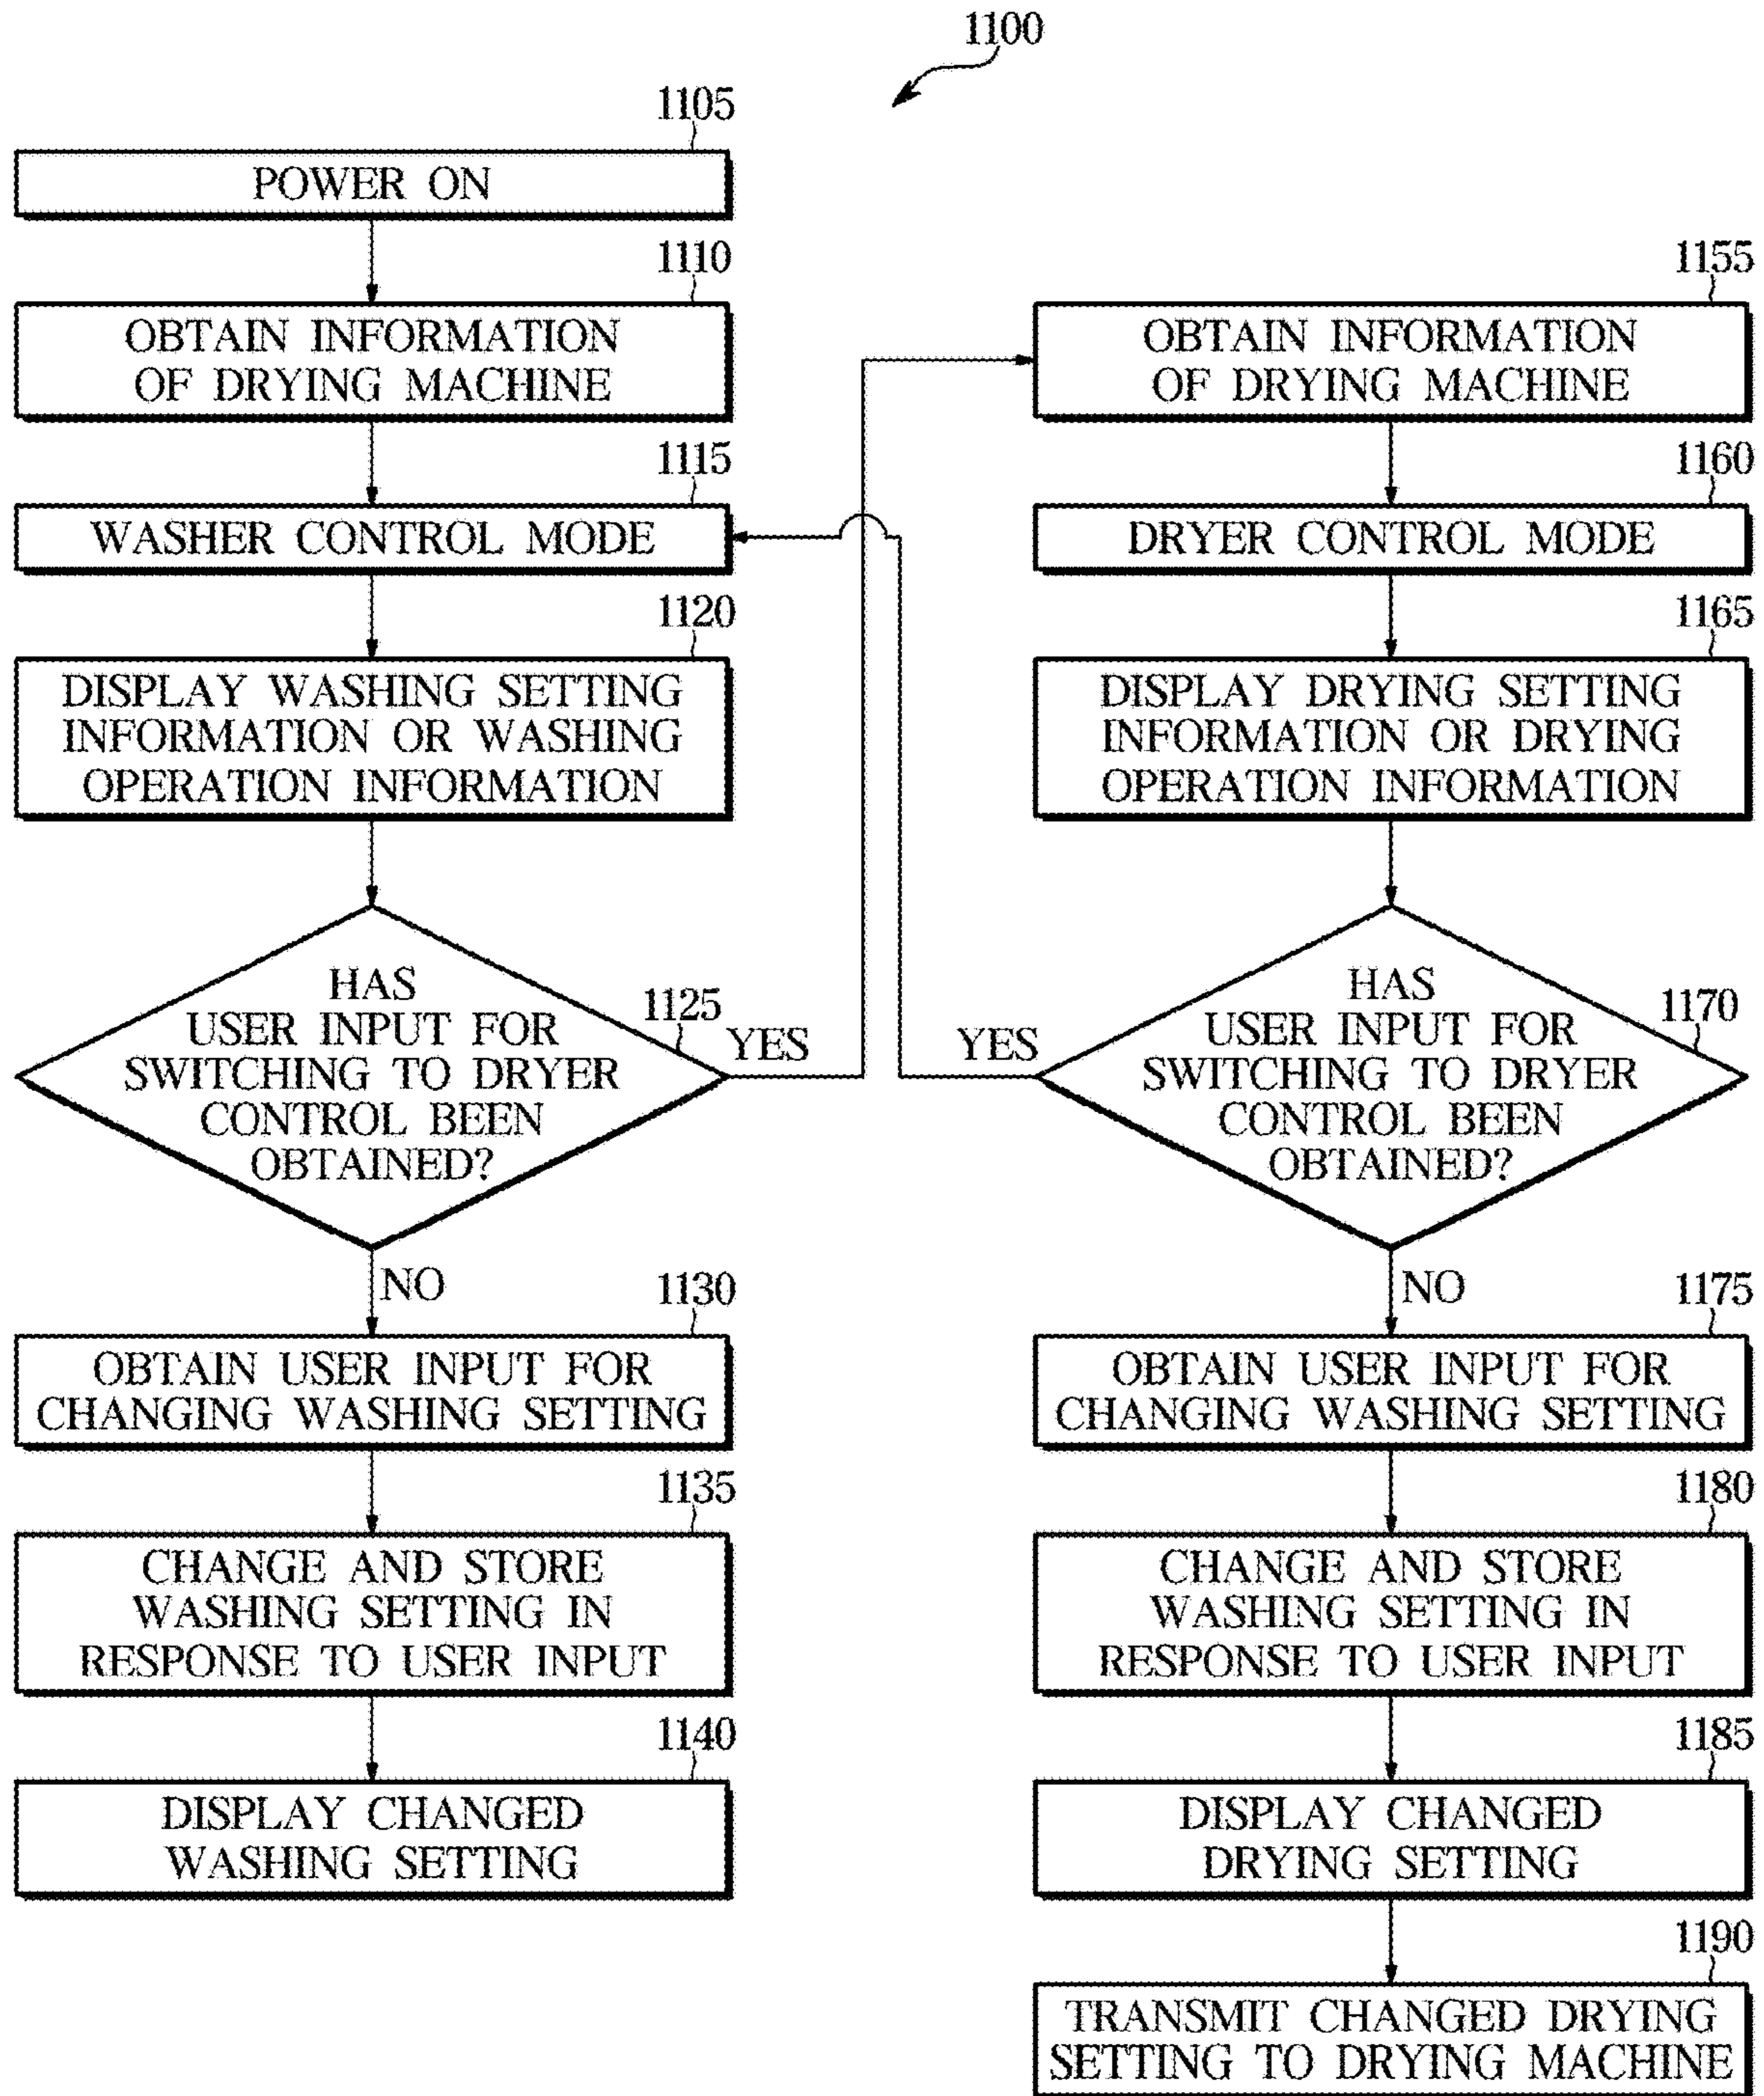 1100
1105
POWER ON
1110
OBTAIN INFORMATION
OF DRYING MACHINE
1115
WASHER CONTROL MODE
1120
DISPLAY WASHING SETTING
INFORMATION OR WASHING
OPERATION INFORMATION
HAS
USER INPUT FOR
SWITCHING TO DRYER
CONTROL BEEN
OBTAINED?
1125
YES
NO
1130
OBTAIN USER INPUT FOR
CHANGING WASHING SETTING
1135
CHANGE AND STORE
WASHING SETTING IN
RESPONSE TO USER INPUT
1140
DISPLAY CHANGED
WASHING SETTING
1155
OBTAIN INFORMATION
OF DRYING MACHINE
1160
DRYER CONTROL MODE
1165
DISPLAY DRYING SETTING
INFORMATION OR DRYING
OPERATION INFORMATION
YES
HAS
USER INPUT FOR
SWITCHING TO DRYER
CONTROL BEEN
OBTAINED?
1170
NO
1175
OBTAIN USER INPUT FOR
CHANGING WASHING SETTING
1180
CHANGE AND STORE
WASHING SETTING IN
RESPONSE TO USER INPUT
1185
DISPLAY CHANGED
DRYING SETTING
1190
TRANSMIT CHANGED DRYING
SETTING TO DRYING MACHINE